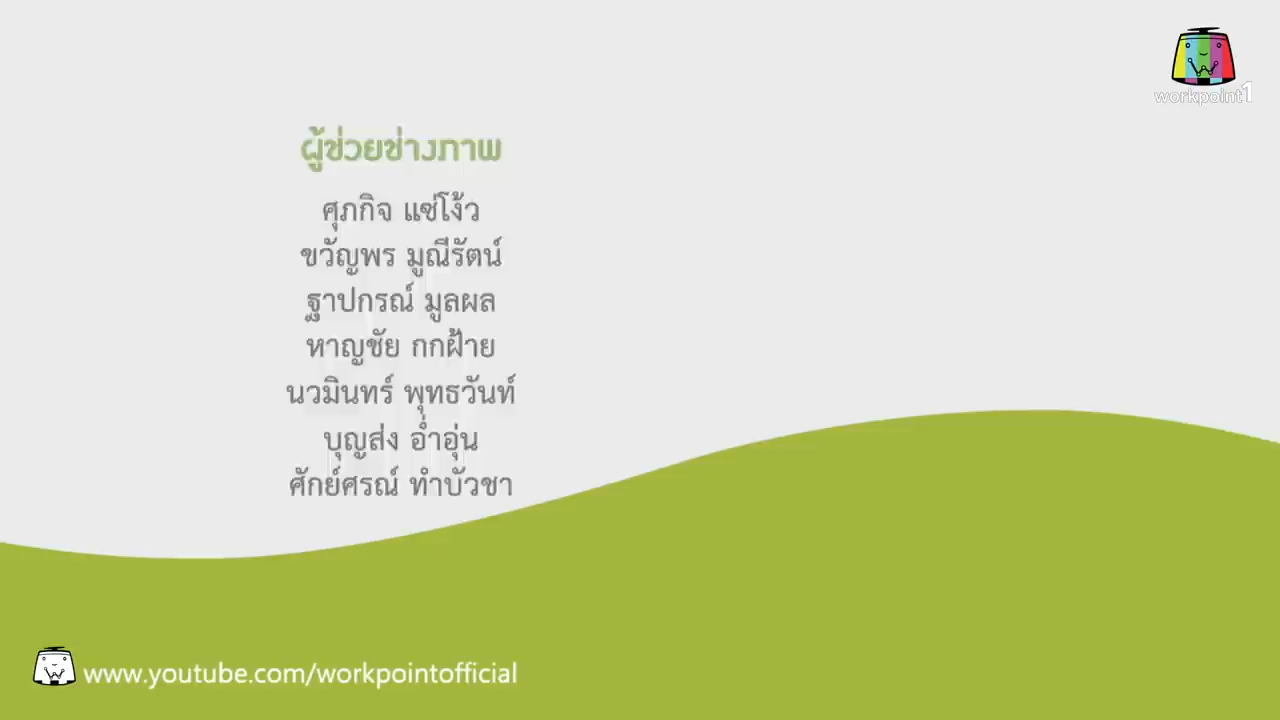 workpoint1
ผู้ช่วยช่างภาพ
ศุภกิจ แซ่โง้ว
ขวัญพร มูณีรัตน์
ฐาปกรณ์ มูลผล
หาญชัย กกฝ้าย
นวมินทร์ พุทธวันท์
บุญส่ง อ่ำอุ่น
ศักย์ศรณ์ ทำบัวชา
www.youtube.com/workpointofficial